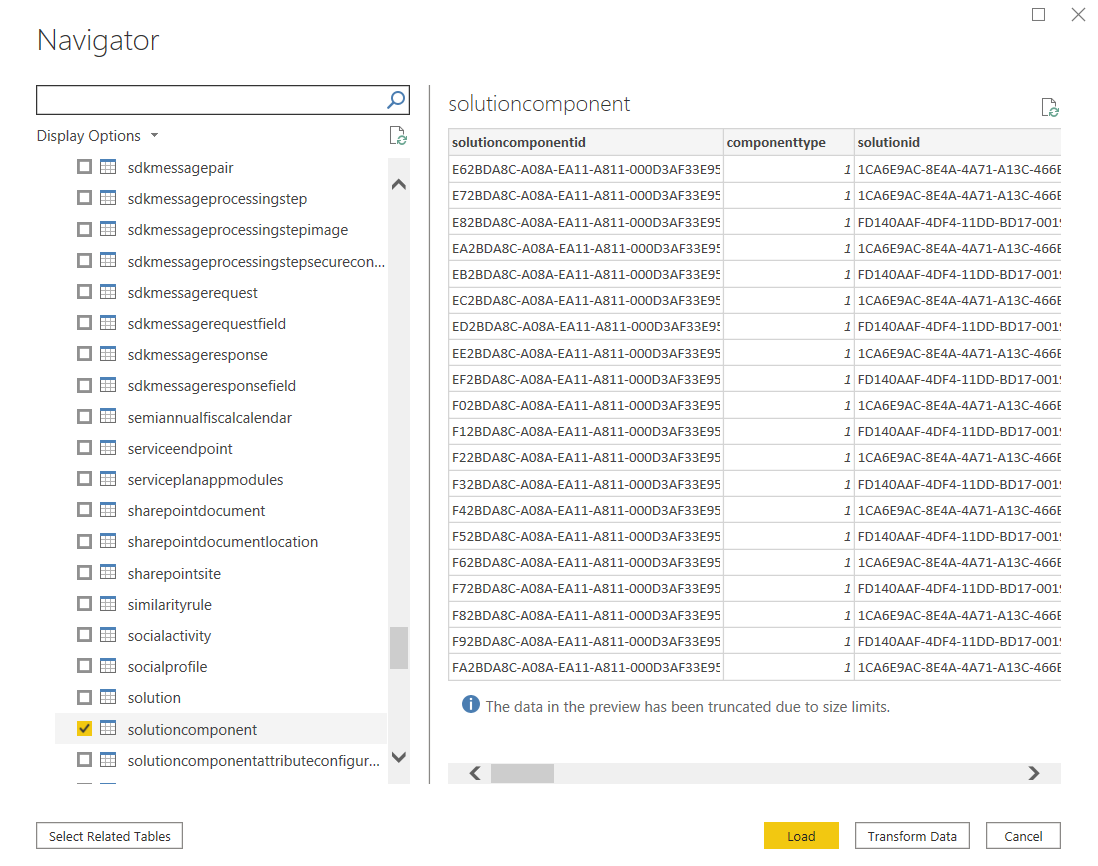 Navigator
Display Options
sdkmessagepair
sdkmessageprocessingstep
sdkmessageprocessingstepimage
sdkmessageprocessingstepsecurecon...
sdkmessagerequest
sdkmessagerequestfield
sdkmessageresponse
sdkmessageresponsefield
semiannualfiscalcalendar
serviceendpoint
serviceplanappmodules
sharepointdocument
sharepointdocumentlocation
sharepointsite
similarityrule
socialactivity
socialprofile
solution
solutioncomponent
solutioncomponentattributeconfigur...
solutioncomponent
solutioncomponentid componenttype solutionid
E62BDA8C-A08A-EA11-A811-000D3AF33E95 1 1CA6E9AC-8E4A-4A71-A13C-466E
E72BDA8C-A08A-EA11-A811-000D3AF33E95 1 1CA6E9AC-8E4A-4A71-A13C-466E
E82BDA8C-A08A-EA11-A811-000D3AF33E95 1 FD140AAF-4DF4-11DD-BD17-0019
EA2BDA8C-A08A-EA11-A811-000D3AF33E95 1 1CA6E9AC-8E4A-4A71-A13C-466E
EB2BDA8C-A08A-EA11-A811-000D3AF33E95 1 FD140AAF-4DF4-11DD-BD17-0019
EC2BDA8C-A08A-EA11-A811-000D3AF33E95 1 1CA6E9AC-8E4A-4A71-A13C-466E
ED2BDA8C-A08A-EA11-A811-000D3AF33E95 1 FD140AAF-4DF4-11DD-BD17-0019
EE2BDA8C-A08A-EA11-A811-000D3AF33E95 1 1CA6E9AC-8E4A-4A71-A13C-466E
EF2BDA8C-A08A-EA11-A811-000D3AF33E95 1 FD140AAF-4DF4-11DD-BD17-0019
F02BDA8C-A08A-EA11-A811-000D3AF33E95 1 1CA6E9AC-8E4A-4A71-A13C-466E
F12BDA8C-A08A-EA11-A811-000D3AF33E95 1 FD140AAF-4DF4-11DD-BD17-0019
F22BDA8C-A08A-EA11-A811-000D3AF33E95 1 1CA6E9AC-8E4A-4A71-A13C-466E
F32BDA8C-A08A-EA11-A811-000D3AF33E95 1 FD140AAF-4DF4-11DD-BD17-0019
F42BDA8C-A08A-EA11-A811-000D3AF33E95 1 1CA6E9AC-8E4A-4A71-A13C-466E
F52BDA8C-A08A-EA11-A811-000D3AF33E95 1 FD140AAF-4DF4-11DD-BD17-0019
F62BDA8C-A08A-EA11-A811-000D3AF33E95 1 1CA6E9AC-8E4A-4A71-A13C-466E
F72BDA8C-A08A-EA11-A811-000D3AF33E95 1 FD140AAF-4DF4-11DD-BD17-0019
F82BDA8C-A08A-EA11-A811-000D3AF33E95 1 1CA6E9AC-8E4A-4A71-A13C-466E
F92BDA8C-A08A-EA11-A811-000D3AF33E95 1 FD140AAF-4DF4-11DD-BD17-0019
FA2BDA8C-A08A-EA11-A811-000D3AF33E95 1 1CA6E9AC-8E4A-4A71-A13C-466E
The data in the preview has been truncated due to size limits.
Select Related Tables
Load
Transform Data
Cancel